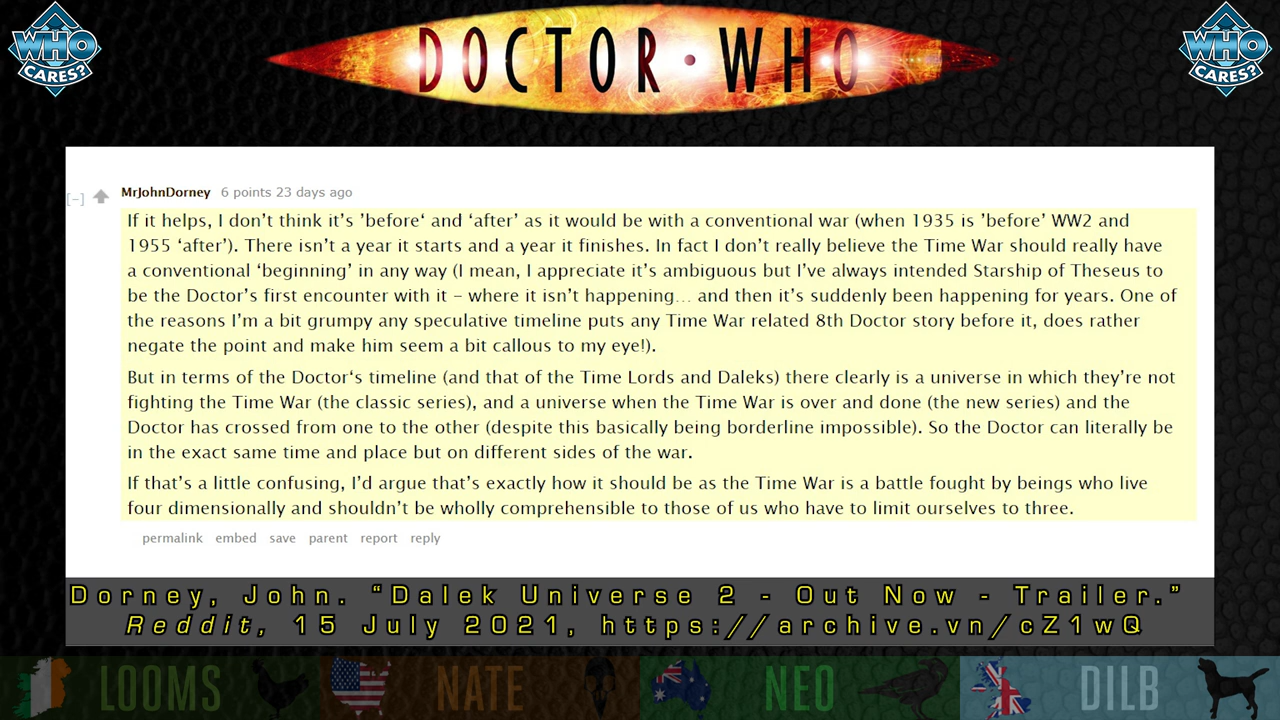 WHO
CARES?
DOCTOR • WHO
WHO
CARES?
[–] MrJohnDorney 6 points 23 days ago
If it helps, I don’t think it’s ’before‘ and ‘after’ as it would be with a conventional war (when 1935 is ’before’ WW2 and
1955 ‘after’). There isn’t a year it starts and a year it finishes. In fact I don’t really believe the Time War should really have
a conventional ‘beginning’ in any way (I mean, I appreciate it’s ambiguous but I’ve always intended Starship of Theseus to
be the Doctor’s first encounter with it – where it isn’t happening… and then it’s suddenly been happening for years. One of
the reasons I’m a bit grumpy any speculative timeline puts any Time War related 8th Doctor story before it, does rather
negate the point and make him seem a bit callous to my eye!).
But in terms of the Doctor‘s timeline (and that of the Time Lords and Daleks) there clearly is a universe in which they’re not
fighting the Time War (the classic series), and a universe when the Time War is over and done (the new series) and the
Doctor has crossed from one to the other (despite this basically being borderline impossible). So the Doctor can literally be
in the exact same time and place but on different sides of the war.
If that’s a little confusing, I’d argue that’s exactly how it should be as the Time War is a battle fought by beings who live
four dimensionally and shouldn’t be wholly comprehensible to those of us who have to limit ourselves to three.
permalink embed save parent report reply
Dorney, John. “Dalek Universe 2 - Out Now - Trailer.”
Reddit, 15 July 2021, https://archive.vn/cZ1wQ
LOOMS NATE NEO DILB